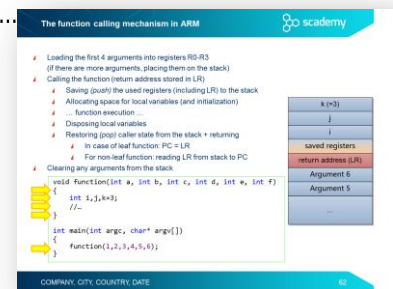 ...
The function calling mechanism in ARM
scademy
Loading the first 4 arguments into registers R0-R3
(if there are more arguments, placing them on the stack)
Calling the function (return address stored in LR)
Saving (push) the used registers (including LR) to the stack
Allocating space for local variables (and initialization)
... function execution ...
Disposing local variables
Restoring (pop) caller state from the stack + returning
In case of leaf function: PC = LR
For non-leaf function: reading LR from stack to PC
Clearing any arguments from the stack
void function(int a, int b, int c, int d, int e, int f)
{
int i,j,k=3;
//…
}
int main(int argc, char* argv[])
{
function(1,2,3,4,5,6);
}
k (=3)
j
i
saved registers
return address (LR)
Argument 6
Argument 5
...
COMPANY, CITY, COUNTRY, DATE
62